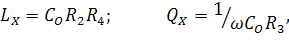 L_X = C_O R_2 R_4;    Q_X = 1/ωC_O R_3,